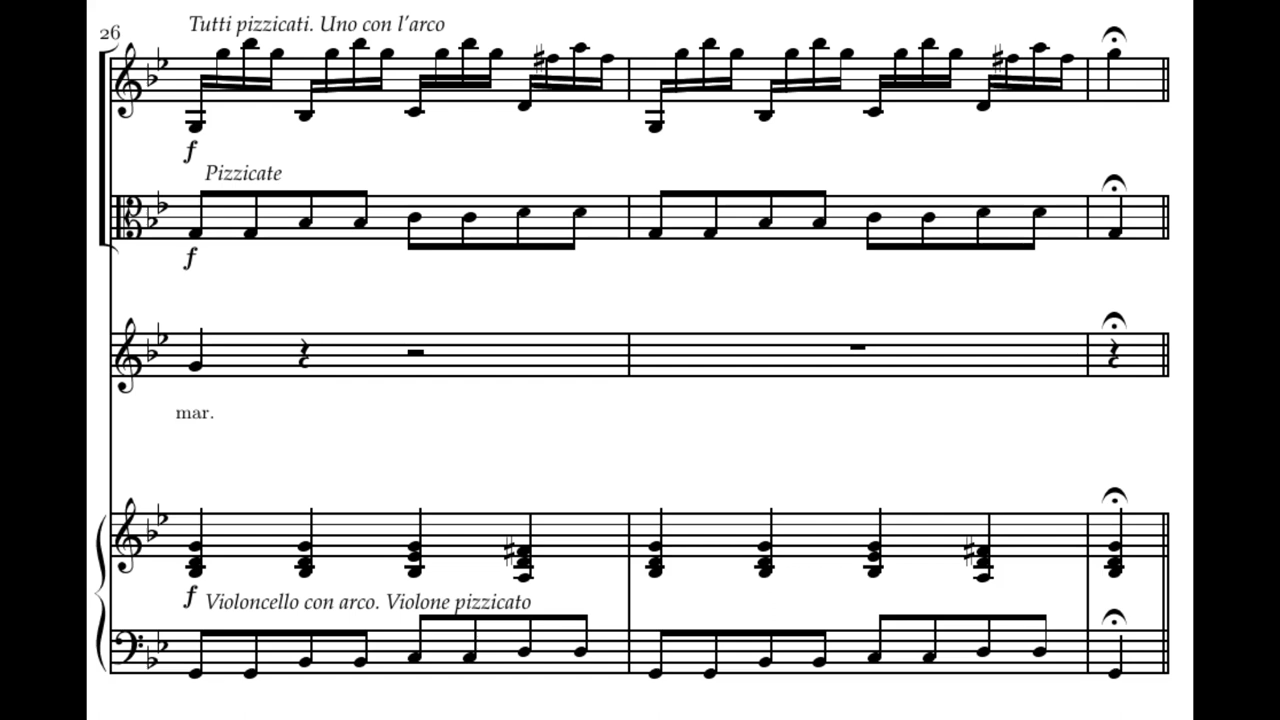 26
Tutti pizzicati. Uno con l'arco
f
Pizzicate
f
mar.
f
Violoncello con arco. Violone pizzicato